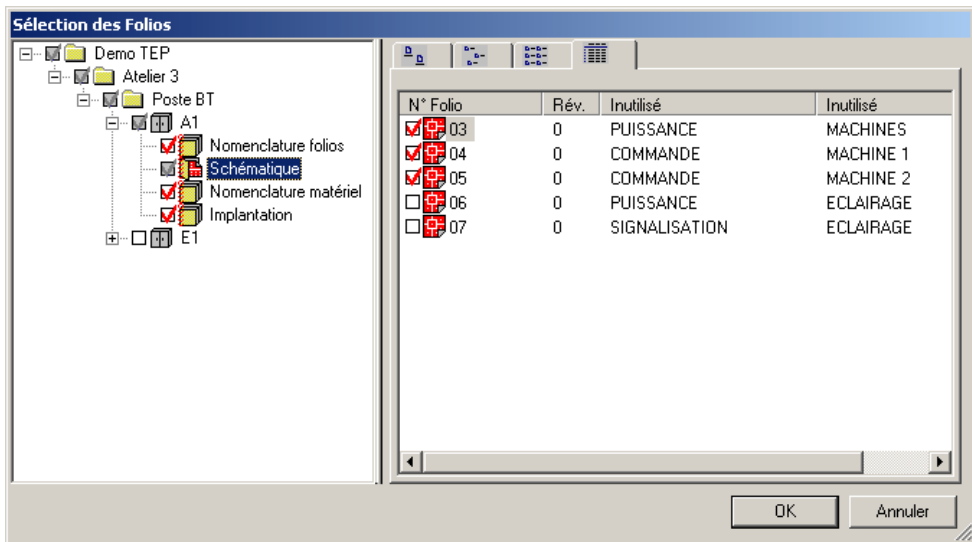 Sélection des Folios
Demo TEP
Atelier 3
Poste BT
A1
Nomenclature folios
Schématique
Nomenclature matériel
Implantation
E1
N° Folio Rév. Inutilisé Inutilisé
03 0 PUISSANCE MACHINES
04 0 COMMANDE MACHINE 1
05 0 COMMANDE MACHINE 2
06 0 PUISSANCE ECLAIRAGE
07 0 SIGNALISATION ECLAIRAGE
OK Annuler